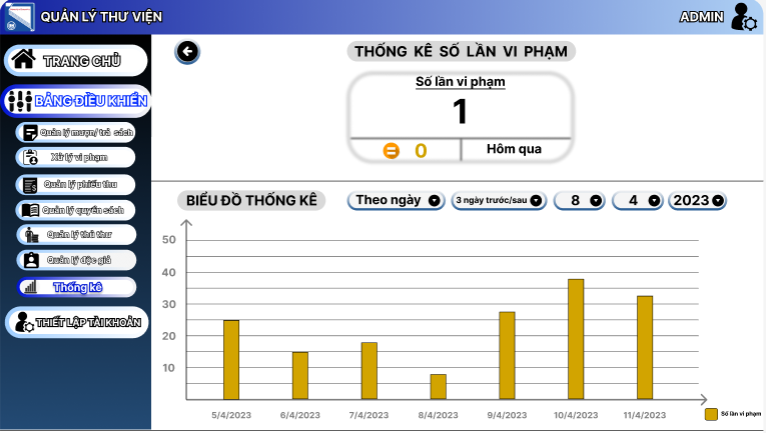 QUẢN LÝ THƯ VIỆN
ADMIN
TRANG CHỦ
BẢNG ĐIỀU KHIỂN
Quản lý mượn/ trả sách
Xử lý vi phạm
Quản lý phiếu thu
Quản lý quyển sách
Quản lý thủ thư
Quản lý độc giả
Thống kê
THIẾT LẬP TÀI KHOẢN
THỐNG KÊ SỐ LẦN VI PHẠM
Số lần vi phạm
1
= 0 Hôm qua
BIỂU ĐỒ THỐNG KÊ
Theo ngày 3 ngày trước/sau 8 4 2023
50
40
30
20
10
5/4/2023 6/4/2023 7/4/2023 8/4/2023 9/4/2023 10/4/2023 11/4/2023
Số lần vi phạm